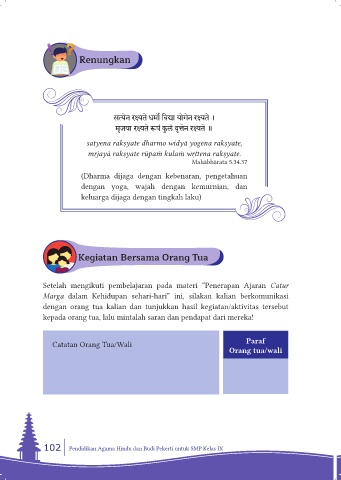 Renungkan
सत्येन रक्ष्यते धर्मो विद्या योगेन रक्ष्यते ।
मृजया रक्ष्यते रूपं कुलं वृत्तेन रक्ष्यते ॥
satyena rakṣyate dharmo widyā yogena rakṣyate,
mṛjayā rakṣyate rūpaṁ kulaṁ wṛttena rakṣyate.
Mahābhārata 5.34.37
(Dharma dijaga dengan kebenaran, pengetahuan
dengan yoga, wajah dengan kemurnian, dan
keluarga dijaga dengan tingkah laku)
Kegiatan Bersama Orang Tua
Setelah mengikuti pembelajaran pada materi “Penerapan Ajaran Catur
Marga dalam Kehidupan sehari-hari” ini, silakan kalian berkomunikasi
dengan orang tua kalian dan tunjukkan hasil kegiatan/aktivitas tersebut
kepada orang tua, lalu mintalah saran dan pendapat dari mereka!
Catatan Orang Tua/Wali
Paraf
Orang tua/wali
102 Pendidikan Agama Hindu dan Budi Pekerti untuk SMP Kelas IX